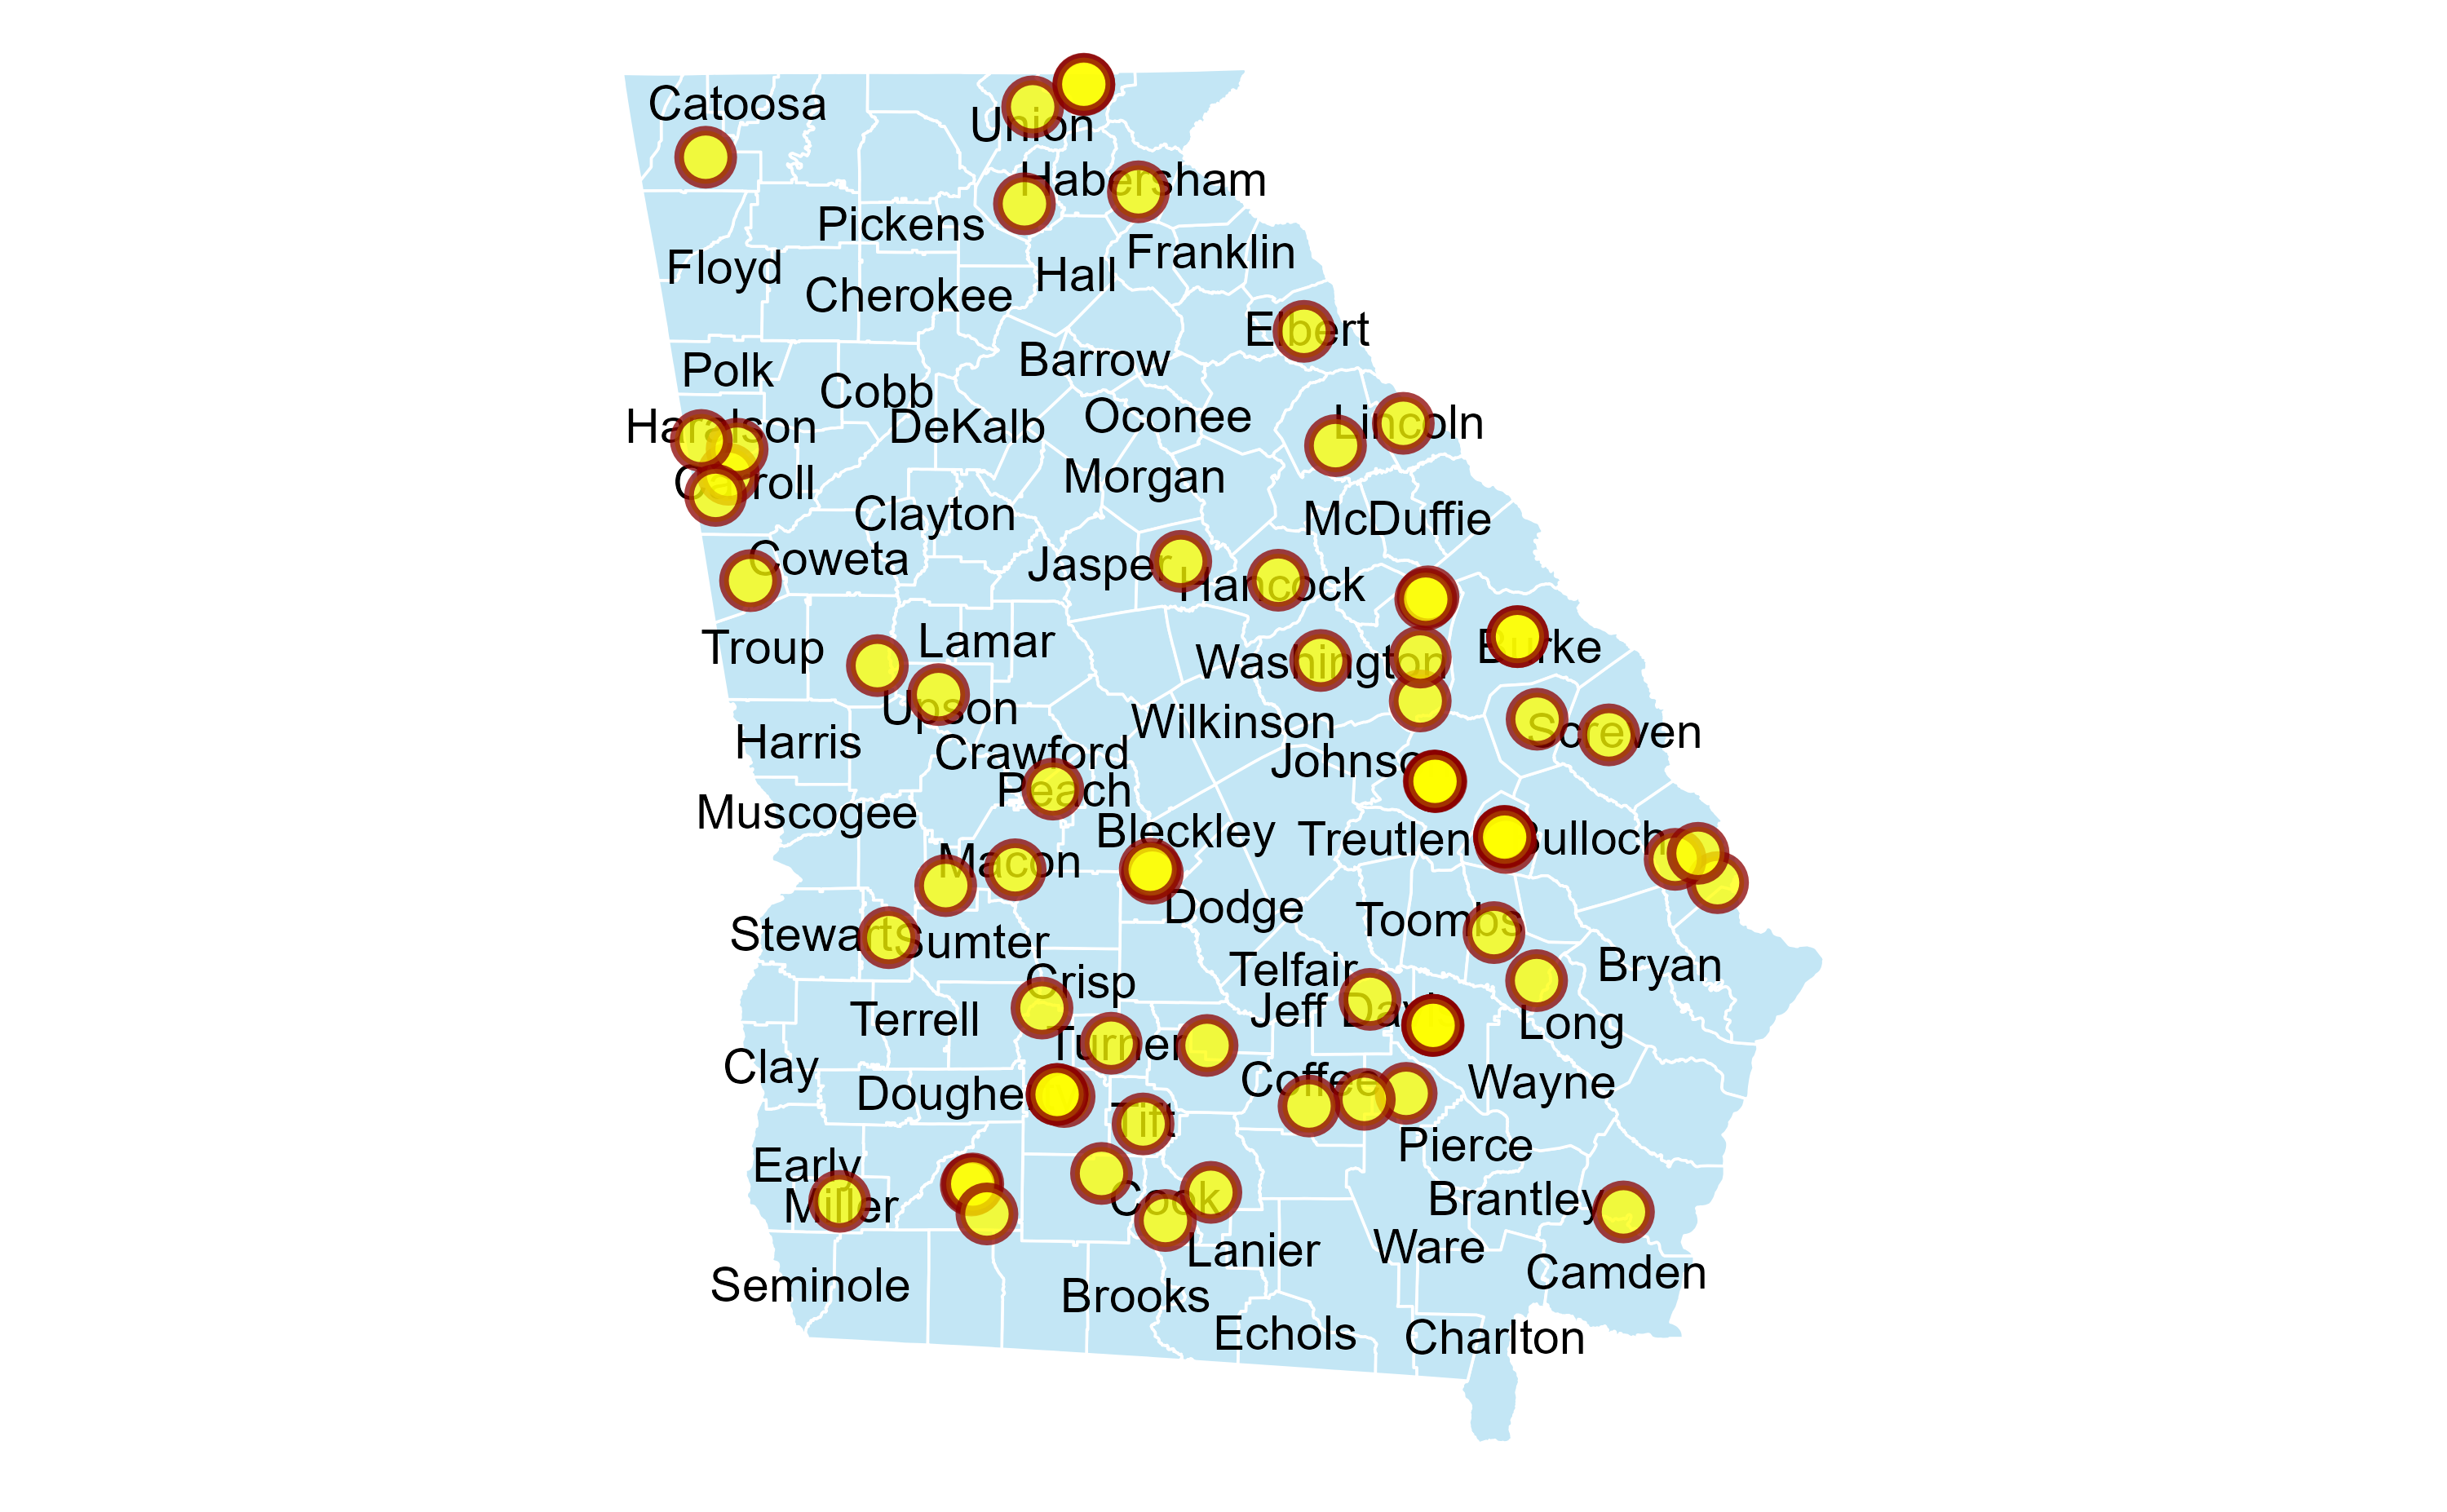 Catoosa
Union
Habersham
Pickens
Franklin
Floyd
Hall
Cherokee
Elbert
Barrow
Polk
Cobb
Oconee
Lincoln
Haralson
DeKalb
Morgan
Carroll
Clayton
McDuffie
Coweta
Jasper
Hancock
Lamar
Troup
Burke
Washington
Upson
Wilkinson
Screven
Harris
Crawford
Johnson
Peach
Muscogee
Bleckley
Treutlen
Bulloch
Macon
Dodge
Toombs
Stewart
Sumter
Bryan
Telfair
Crisp
Jeff Davis
Terrell
Long
Turner
Clay
Coffee
Wayne
Dougherty
Tift
Pierce
Early
Miller
Cook
Brantley
Ware
Lanier
Camden
Seminole
Brooks
Echols
Charlton